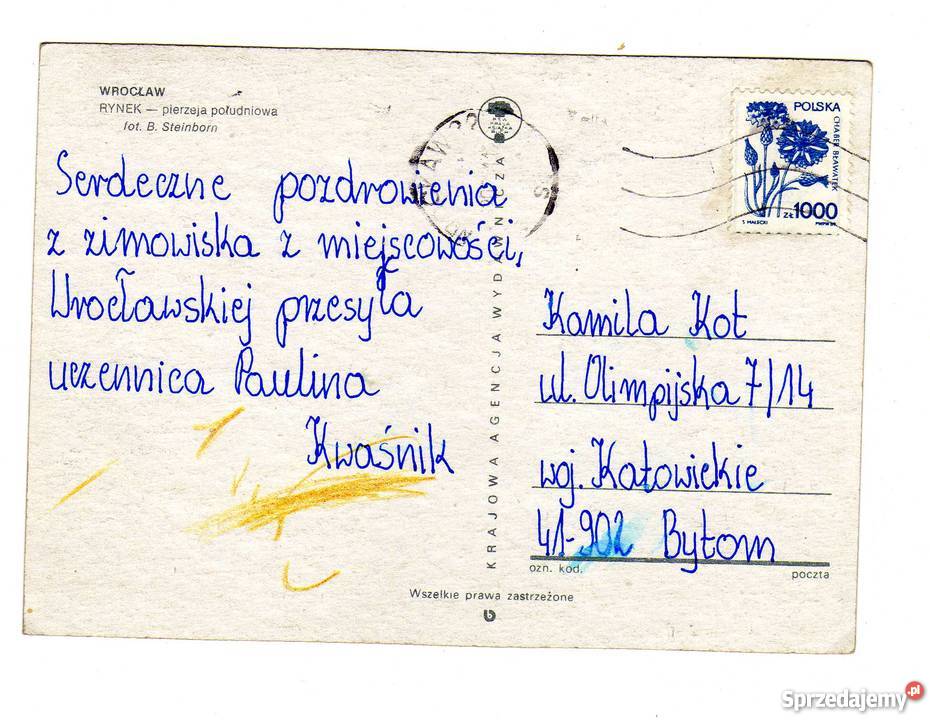 WROCŁAW
RYNEK — pierzeja południowa
fot. B. Steinborn
Serdeczne pozdrowienia
z zimowiska z miejscowości,
Wrocławskiej przesyła
uczennica Paulina
Kwaśnik
KRAJOWA AGENCJA WYDAWNICZA
POLSKA
CHABER BŁAWATEK
ZŁ 1000
S. MAŁECKI
PWPW
Kamila Kot
ul. Olimpijska 7/14
woj. Katowickie
41-902 Bytom
ozn. kod.
poczta
Wszelkie prawa zastrzeżone
Sprzedajemy.pl